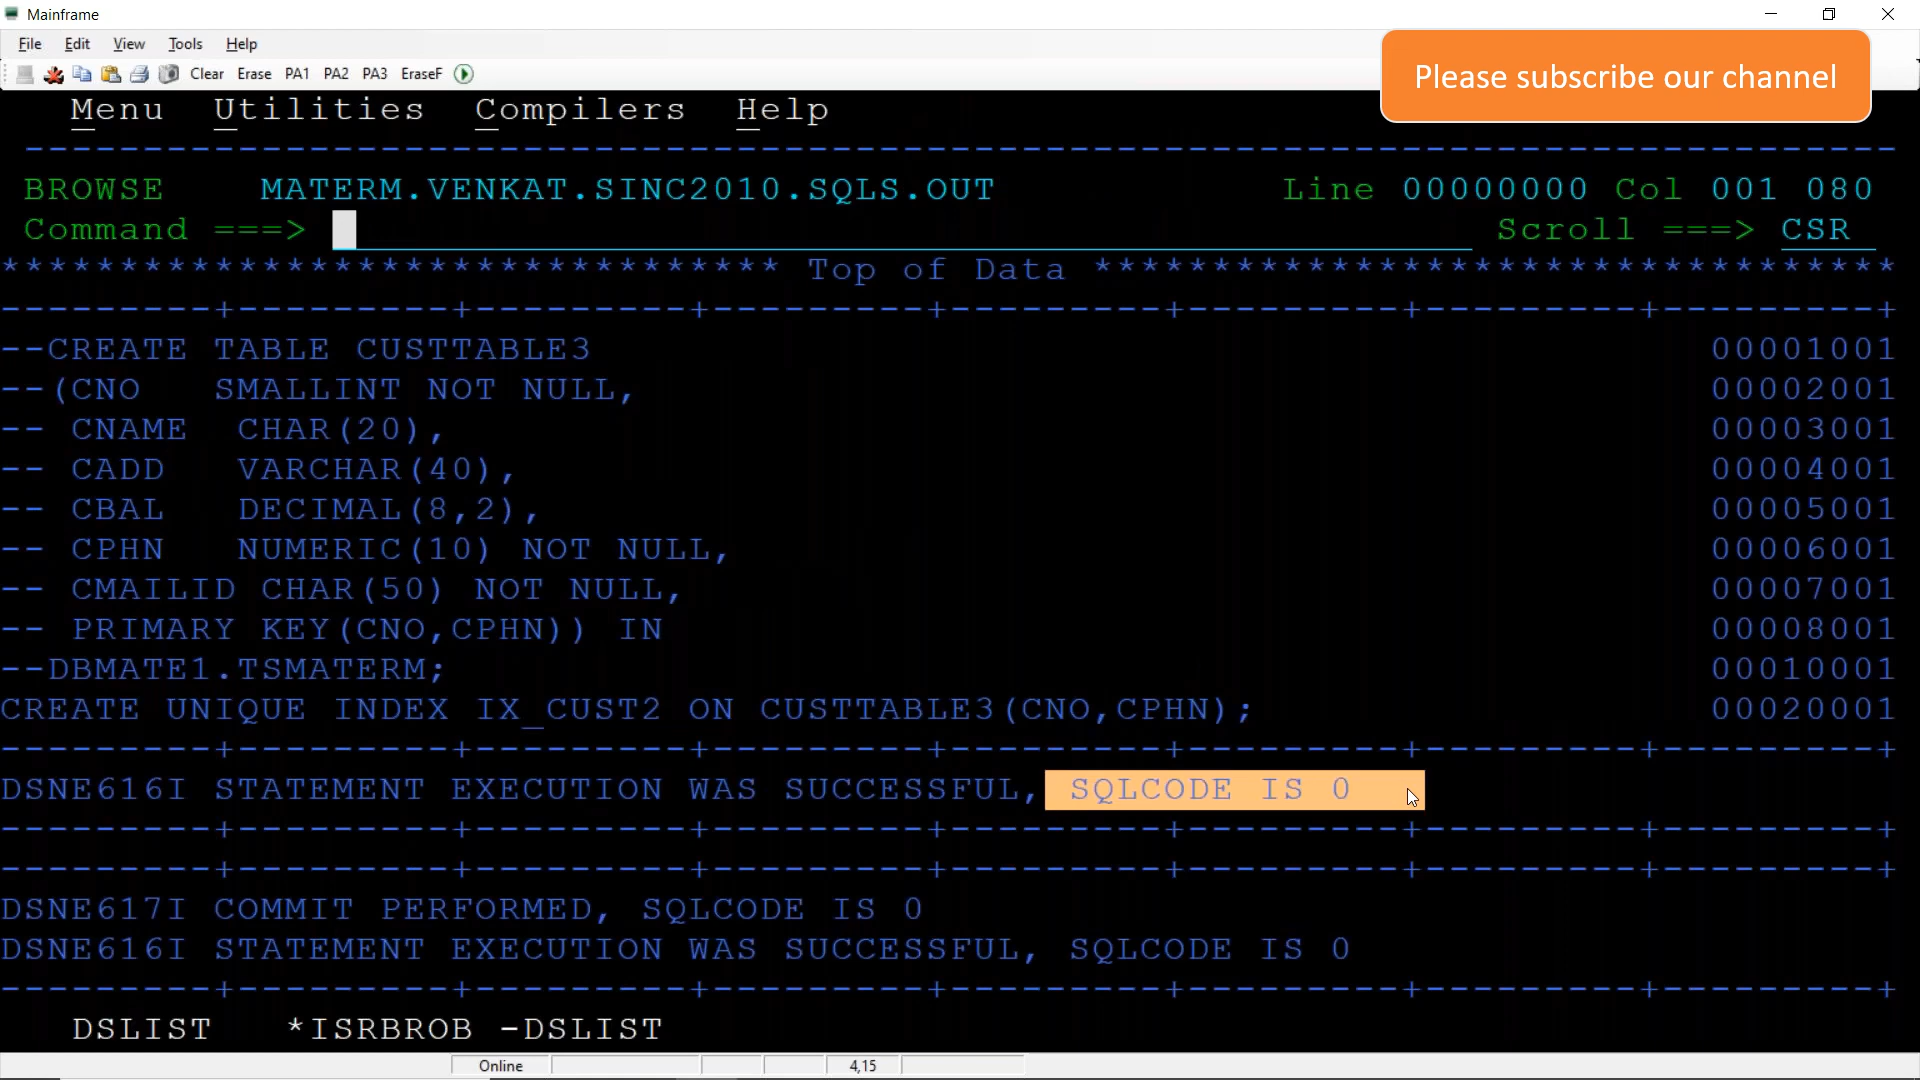 Mainframe
File Edit View Tools Help
Clear Erase PA1 PA2 PA3 EraseF
Please subscribe our channel
Menu Utilities Compilers Help
--------------------------------------------------------------------------------
BROWSE MATERM.VENKAT.SINC2010.SQLS.OUT Line 00000000 Col 001 080
Command ===> Scroll ===> CSR
********************************* Top of Data **********************************
---------+---------+---------+---------+---------+---------+---------+---------+
--CREATE TABLE CUSTTABLE3 00001001
--(CNO SMALLINT NOT NULL, 00002001
-- CNAME CHAR(20), 00003001
-- CADD VARCHAR(40), 00004001
-- CBAL DECIMAL(8,2), 00005001
-- CPHN NUMERIC(10) NOT NULL, 00006001
-- CMAILID CHAR(50) NOT NULL, 00007001
-- PRIMARY KEY(CNO,CPHN)) IN 00008001
--DBMATE1.TSMATERM; 00010001
CREATE UNIQUE INDEX IX_CUST2 ON CUSTTABLE3(CNO,CPHN); 00020001
---------+---------+---------+---------+---------+---------+---------+---------+
DSNE616I STATEMENT EXECUTION WAS SUCCESSFUL, SQLCODE IS 0
---------+---------+---------+---------+---------+---------+---------+---------+
---------+---------+---------+---------+---------+---------+---------+---------+
DSNE617I COMMIT PERFORMED, SQLCODE IS 0
DSNE616I STATEMENT EXECUTION WAS SUCCESSFUL, SQLCODE IS 0
---------+---------+---------+---------+---------+---------+---------+---------+
DSLIST *ISRBROB -DSLIST
Online 4,15